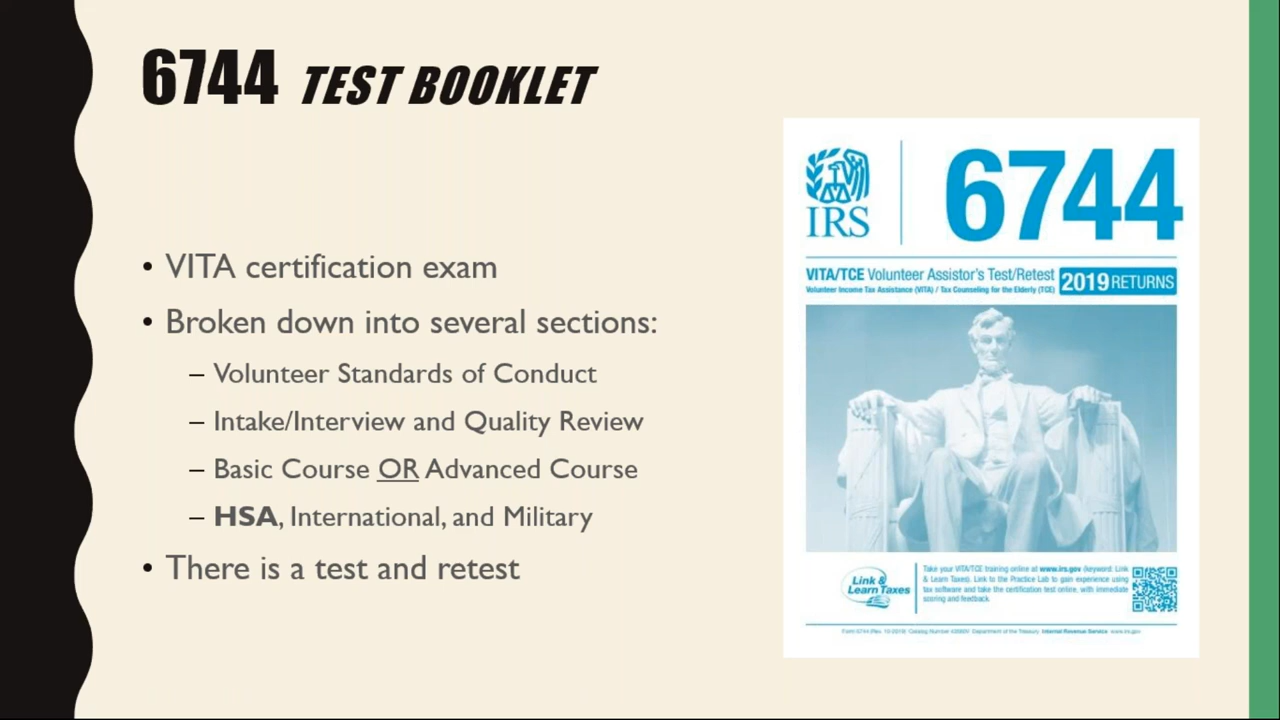 6744 TEST BOOKLET
• VITA certification exam
• Broken down into several sections:
– Volunteer Standards of Conduct
– Intake/Interview and Quality Review
– Basic Course OR Advanced Course
– HSA, International, and Military
• There is a test and retest
IRS
6744
VITA/TCE Volunteer Assistor's Test/Retest
Volunteer Income Tax Assistance (VITA) / Tax Counseling for the Elderly (TCE)
2019 RETURNS
Link &
Learn Taxes
Take your VITA/TCE training online at www.irs.gov (keyword: Link
& Learn Taxes). Link to the Practice Lab to gain experience using
tax software and take the certification test online, with immediate
scoring and feedback.
Form 6744 (Rev. 10-2019) Catalog Number Department of the Treasury Internal Revenue Service www.irs.gov